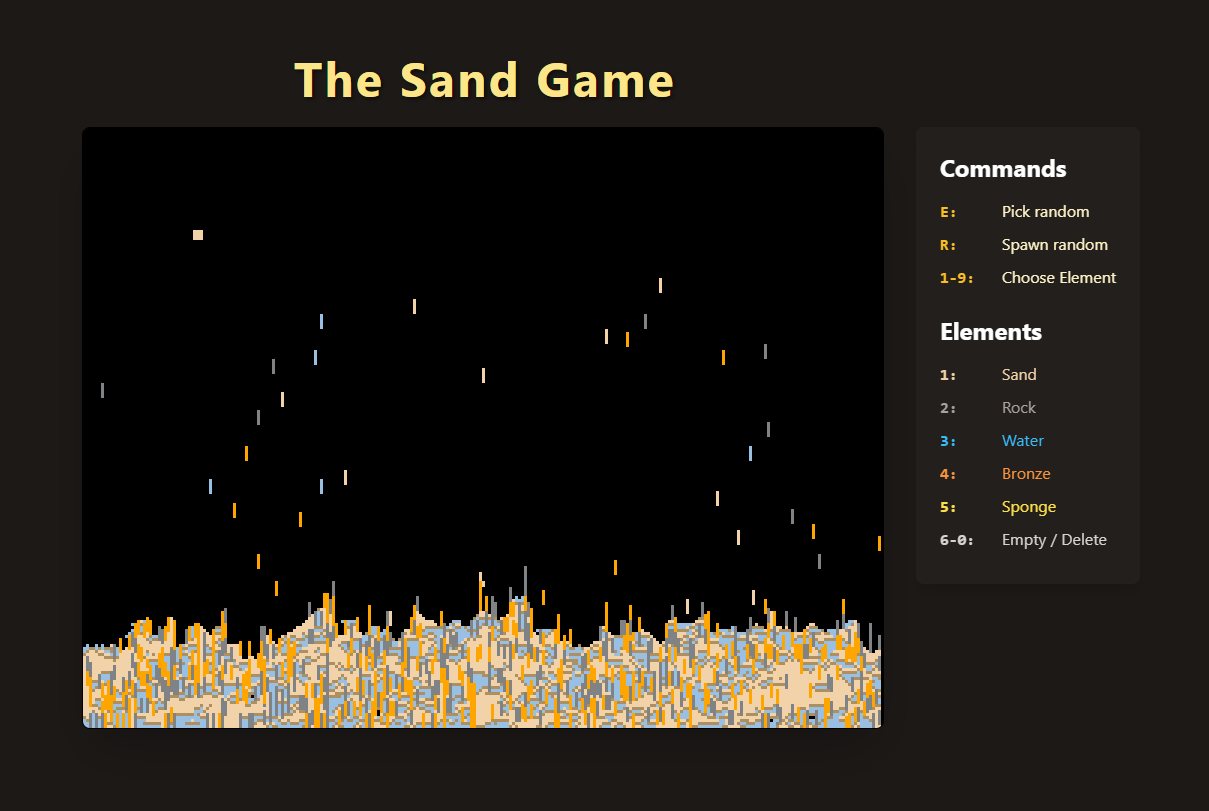 The Sand Game
Commands
E: Pick random
R: Spawn random
1-9: Choose Element
Elements
1: Sand
2: Rock
3: Water
4: Bronze
5: Sponge
6-0: Empty / Delete